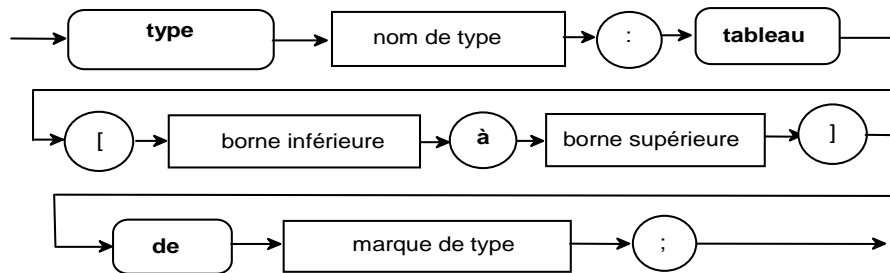 type nom de type : tableau
[ borne inférieure à borne supérieure ]
de marque de type ;